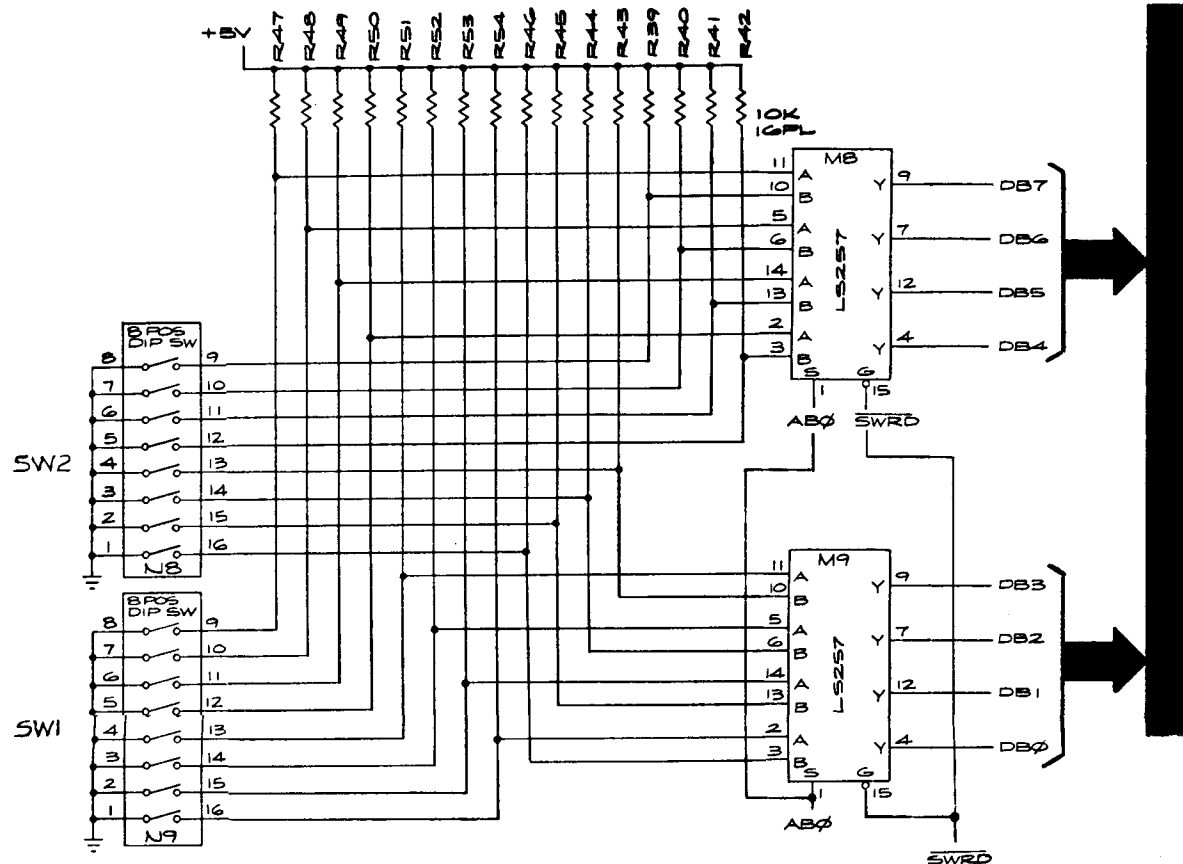 +5V
R47 R48 R49 R50 R51 R52 R53 R54 R46 R45 R44 R43 R39 R40 R41 R42
10K
16PL
M8
LS257
11 A
10 B
5 A
6 B
14 A
13 B
2 A
3 B
Y 9 DB7
Y 7 DB6
Y 12 DB5
Y 4 DB4
S G
1 15
ABØ SWRD
SW2
8 POS
DIP SW
8 9
7 10
6 11
5 12
4 13
3 14
2 15
1 16
N8
SW1
8 POS
DIP SW
8 9
7 10
6 11
5 12
4 13
3 14
2 15
1 16
N9
M9
LS257
11 A
10 B
5 A
6 B
14 A
13 B
2 A
3 B
Y 9 DB3
Y 7 DB2
Y 12 DB1
Y 4 DBØ
S G
1 15
ABØ
SWRD